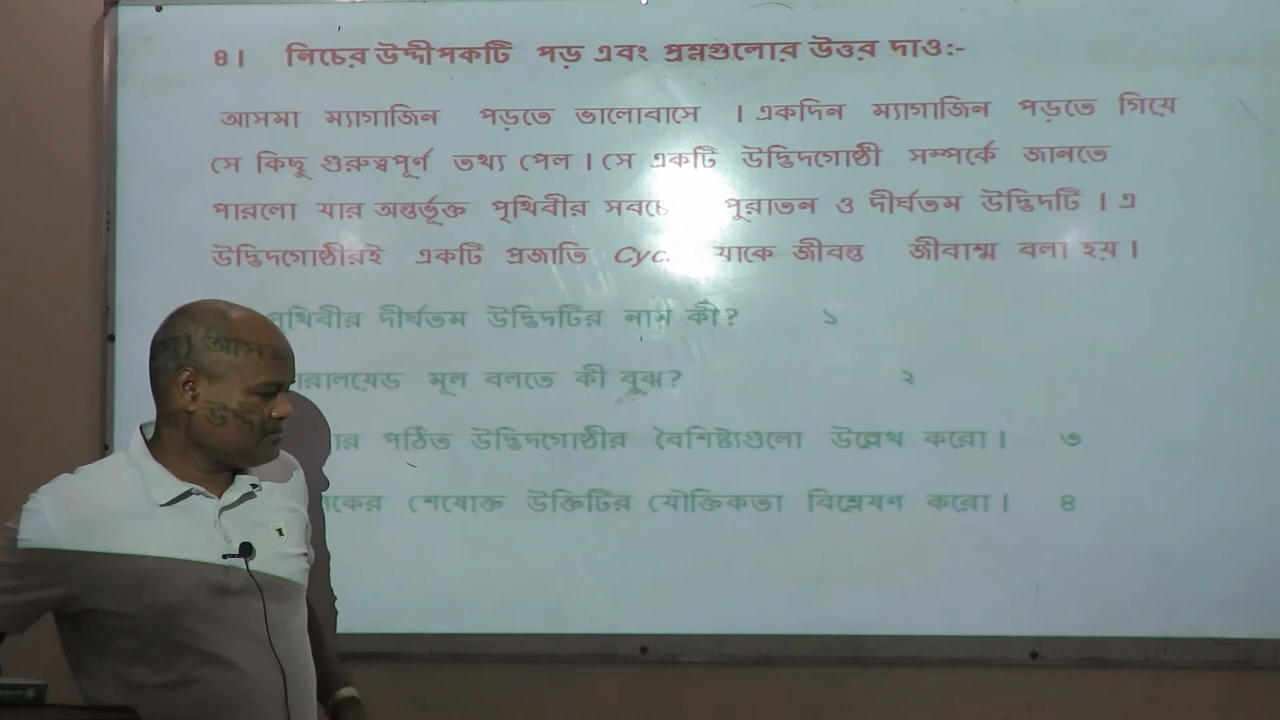 ৪। নিচের উদ্দীপকটি পড় এবং প্রশ্নগুলোর উত্তর দাও:-
আসমা ম্যাগাজিন পড়তে ভালোবাসে । একদিন ম্যাগাজিন পড়তে গিয়ে
সে কিছু গুরুত্বপূর্ণ তথ্য পেল । সে একটি উদ্ভিদগোষ্ঠী সম্পর্কে জানতে
পারলো যার অন্তর্ভূক্ত পৃথিবীর পুরাতন ও দীর্ঘতম উদ্ভিদটি । এ
উদ্ভিদগোষ্ঠীরই একটি প্রজাতি যাকে জীবন্ত জীবাশ্ম বলা হয় ।
পৃথিবীর দীর্ঘতম উদ্ভিদটির নাম কী? ১
মূল বলতে কী বুঝ? ২
পঠিত উদ্ভিদগোষ্ঠীর বৈশিষ্ট্যগুলো উল্লেখ করো । ৩
শেষোক্ত উক্তিটির যৌক্তিকতা বিশ্লেষণ করো । ৪